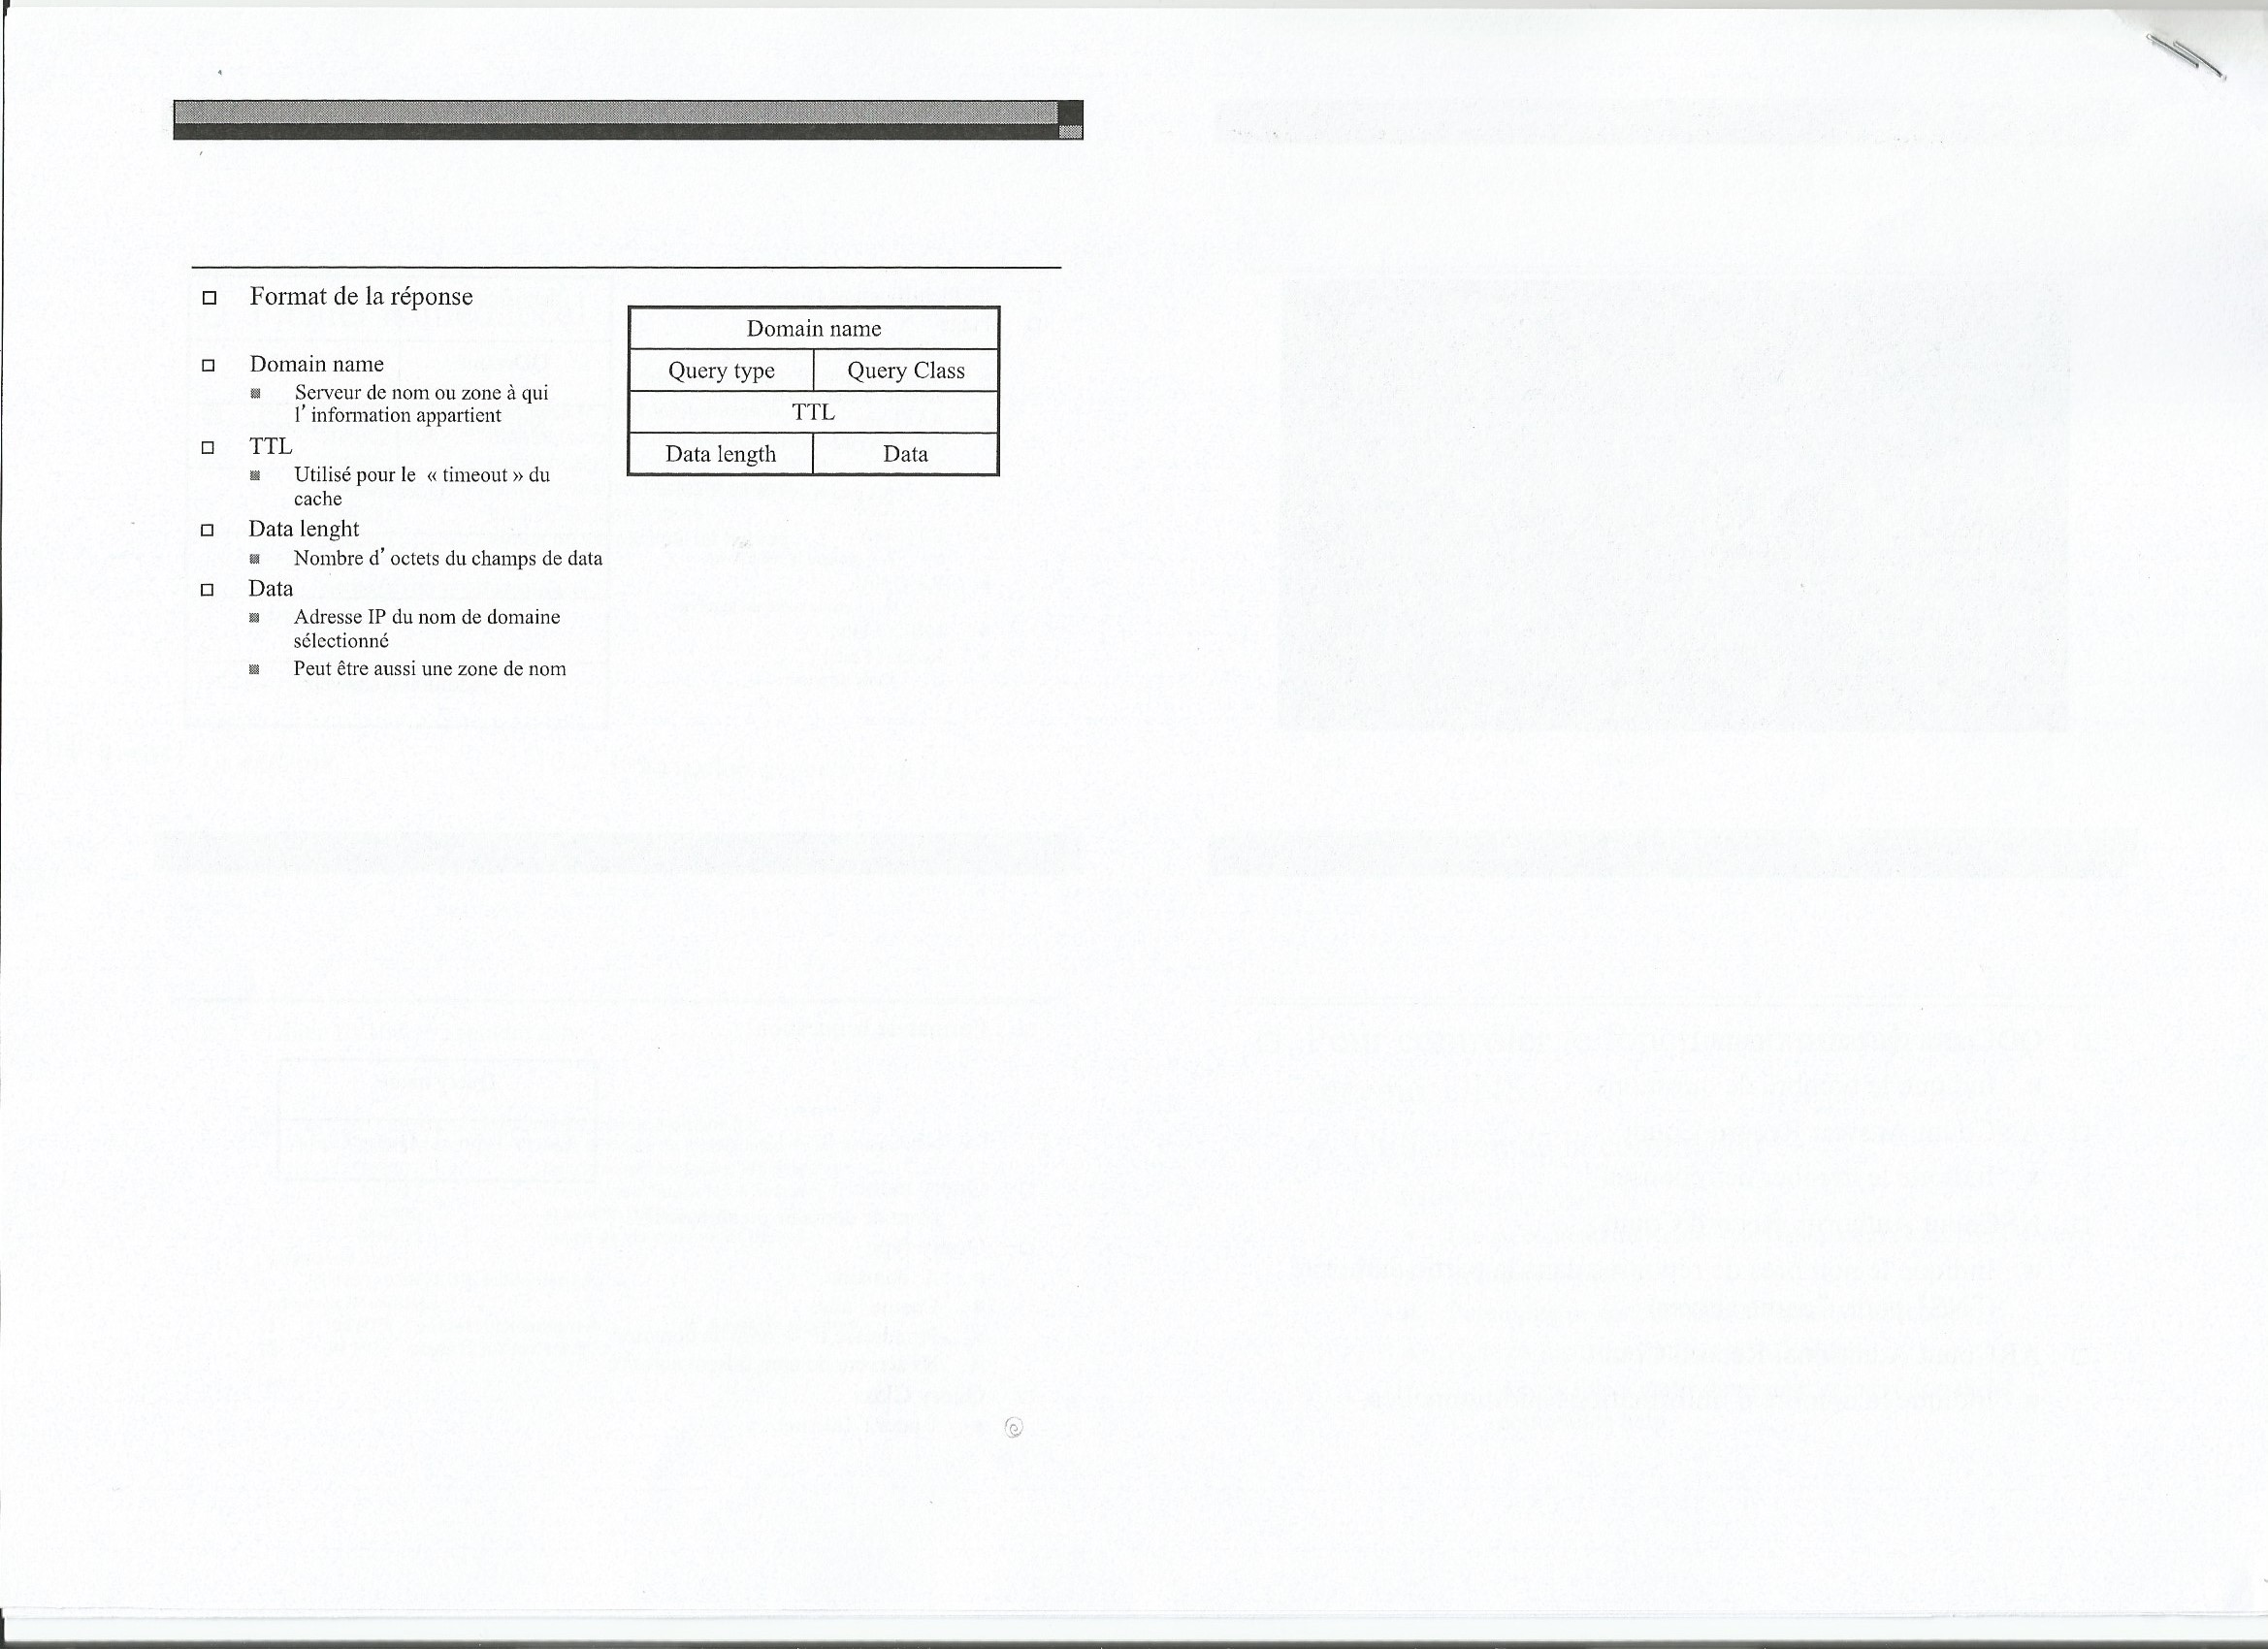 Format de la réponse
Domain name
Serveur de nom ou zone à qui
l’ information appartient
TTL
Utilisé pour le « timeout » du
cache
Data lenght
Nombre d’ octets du champs de data
Data
Adresse IP du nom de domaine
sélectionné
Peut être aussi une zone de nom
Domain name
Query type Query Class
TTL
Data length Data